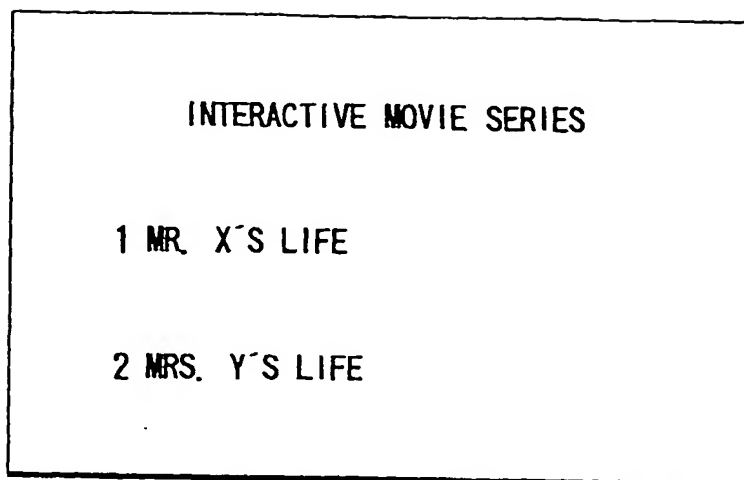 INTERACTIVE MOVIE SERIES
1 MR. X´S LIFE
2 MRS. Y´S LIFE